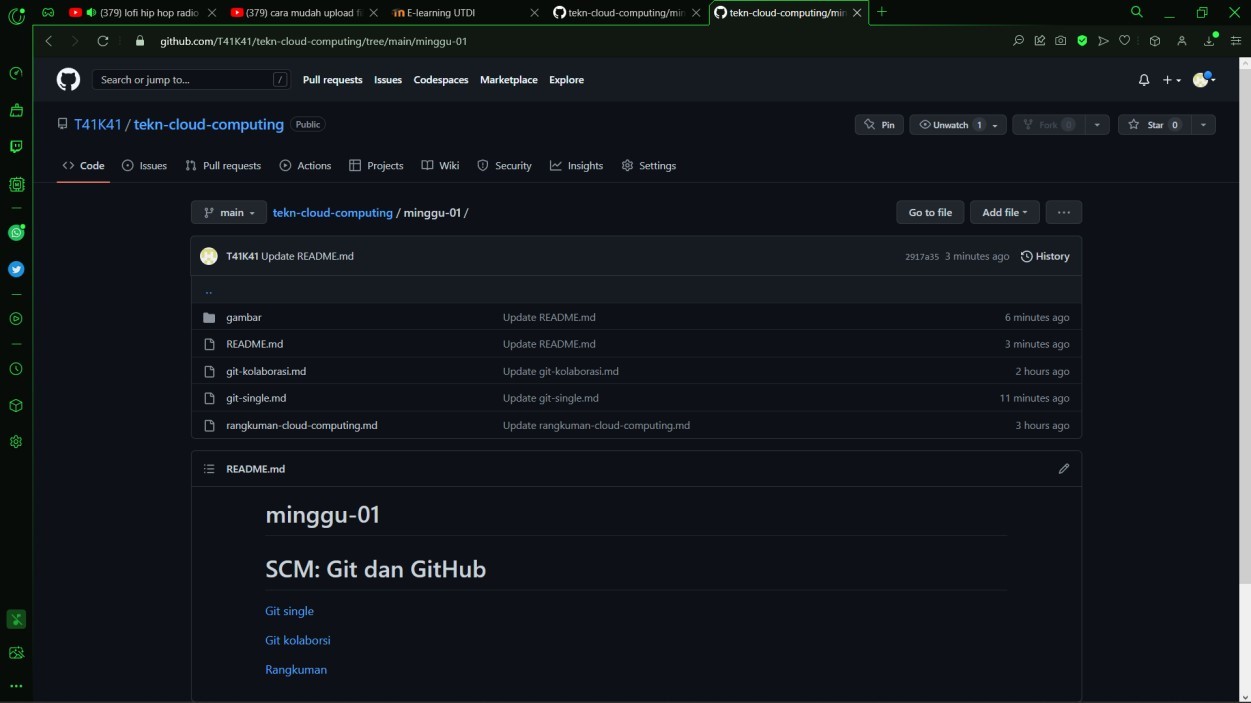 (379) lofi hip hop radio
(379) cara mudah upload f
E-learning UTDI
tekn-cloud-computing/min
tekn-cloud-computing/min
github.com/T41K41/tekn-cloud-computing/tree/main/minggu-01
Search or jump to... / Pull requests Issues Codespaces Marketplace Explore
T41K41 / tekn-cloud-computing Public
Pin Unwatch 1 Fork 0 Star 0
Code Issues Pull requests Actions Projects Wiki Security Insights Settings
main tekn-cloud-computing / minggu-01 / Go to file Add file ...
T41K41 Update README.md 2917a35 3 minutes ago History
..
gambar Update README.md 6 minutes ago
README.md Update README.md 3 minutes ago
git-kolaborasi.md Update git-kolaborasi.md 2 hours ago
git-single.md Update git-single.md 11 minutes ago
rangkuman-cloud-computing.md Update rangkuman-cloud-computing.md 3 hours ago
README.md
minggu-01
SCM: Git dan GitHub
Git single
Git kolaborsi
Rangkuman